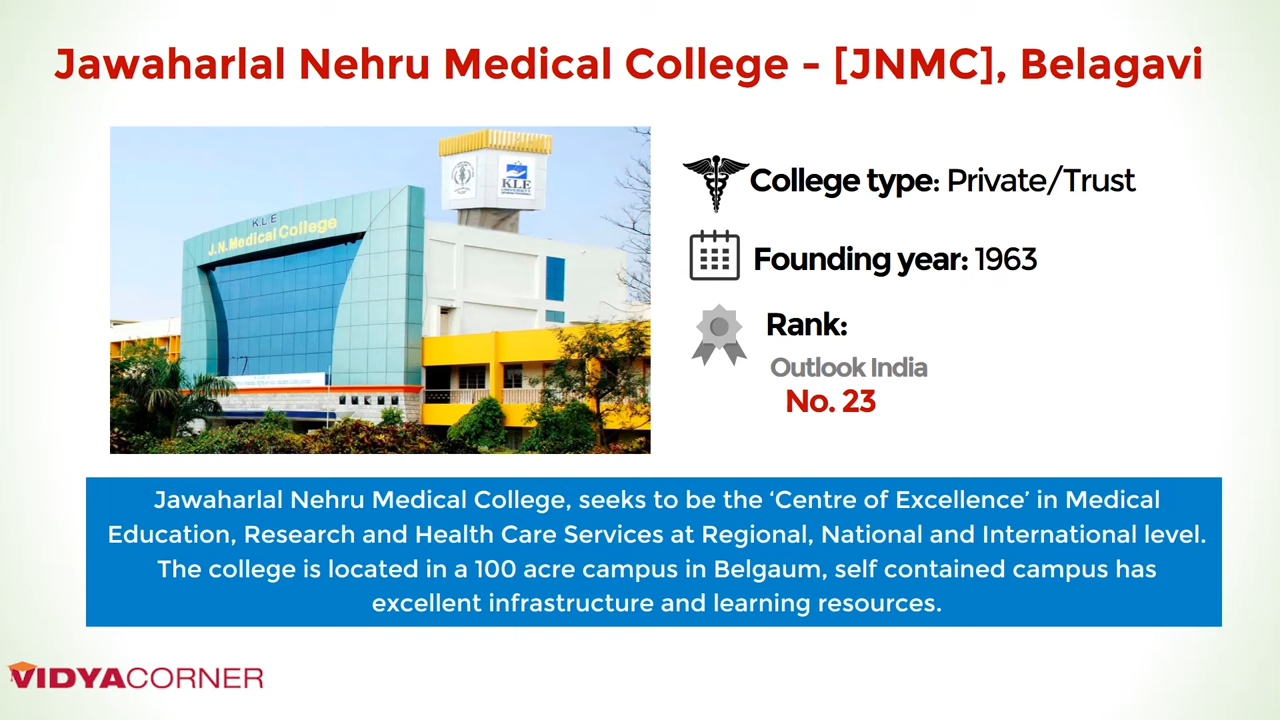 Jawaharlal Nehru Medical College - [JNMC], Belagavi
KLE
J.N.Medical College
KLE
UNIVERSITY
College type: Private/Trust
Founding year: 1963
Rank:
Outlook India
No. 23
Jawaharlal Nehru Medical College, seeks to be the ‘Centre of Excellence’ in Medical
Education, Research and Health Care Services at Regional, National and International level.
The college is located in a 100 acre campus in Belgaum, self contained campus has
excellent infrastructure and learning resources.
VIDYACORNER